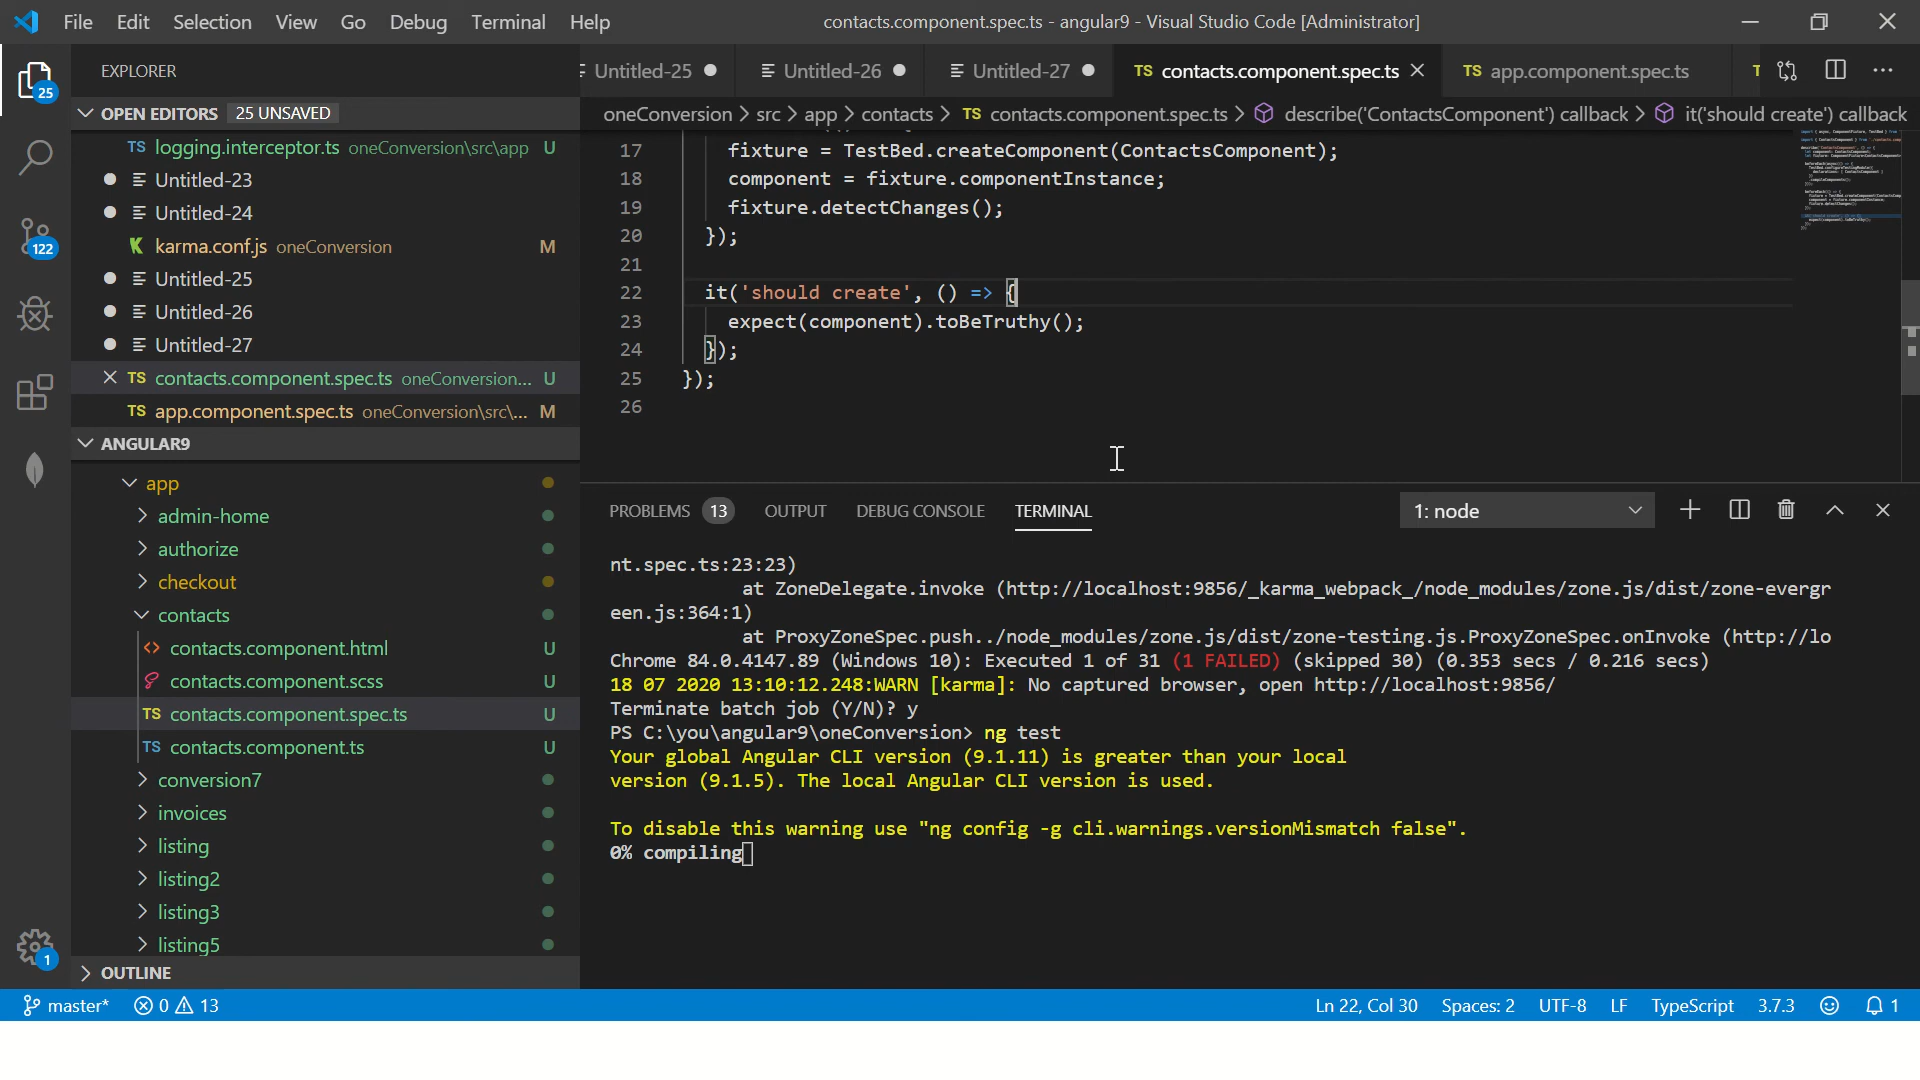 File Edit Selection View Go Debug Terminal Help
contacts.component.spec.ts - angular9 - Visual Studio Code [Administrator]
EXPLORER
Untitled-25
Untitled-26
Untitled-27
TS contacts.component.spec.ts
TS app.component.spec.ts
25
OPEN EDITORS 25 UNSAVED
oneConversion > src > app > contacts > TS contacts.component.spec.ts > describe('ContactsComponent') callback > it('should create') callback
TS logging.interceptor.ts oneConversion\src\app U
Untitled-23
Untitled-24
karma.conf.js oneConversion M
Untitled-25
Untitled-26
Untitled-27
TS contacts.component.spec.ts oneConversion... U
TS app.component.spec.ts oneConversion\src\... M
122
17 fixture = TestBed.createComponent(ContactsComponent);
18 component = fixture.componentInstance;
19 fixture.detectChanges();
20 });
21
22 it('should create', () => {
23 expect(component).toBeTruthy();
24 });
25 });
26
ANGULAR9
app
admin-home
authorize
checkout
contacts
<> contacts.component.html U
contacts.component.scss U
TS contacts.component.spec.ts U
TS contacts.component.ts U
conversion7
invoices
listing
listing2
listing3
listing5
OUTLINE
1
PROBLEMS 13 OUTPUT DEBUG CONSOLE TERMINAL 1: node
nt.spec.ts:23:23)
at ZoneDelegate.invoke (http://localhost:9856/_karma_webpack_/node_modules/zone.js/dist/zone-evergr
een.js:364:1)
at ProxyZoneSpec.push../node_modules/zone.js/dist/zone-testing.js.ProxyZoneSpec.onInvoke (http://lo
Chrome 84.0.4147.89 (Windows 10): Executed 1 of 31 (1 FAILED) (skipped 30) (0.353 secs / 0.216 secs)
18 07 2020 13:10:12.248:WARN [karma]: No captured browser, open http://localhost:9856/
Terminate batch job (Y/N)? y
PS C:\you\angular9\oneConversion> ng test
Your global Angular CLI version (9.1.11) is greater than your local
version (9.1.5). The local Angular CLI version is used.
To disable this warning use "ng config -g cli.warnings.versionMismatch false".
0% compiling
master* 0 13 Ln 22, Col 30 Spaces: 2 UTF-8 LF TypeScript 3.7.3 1